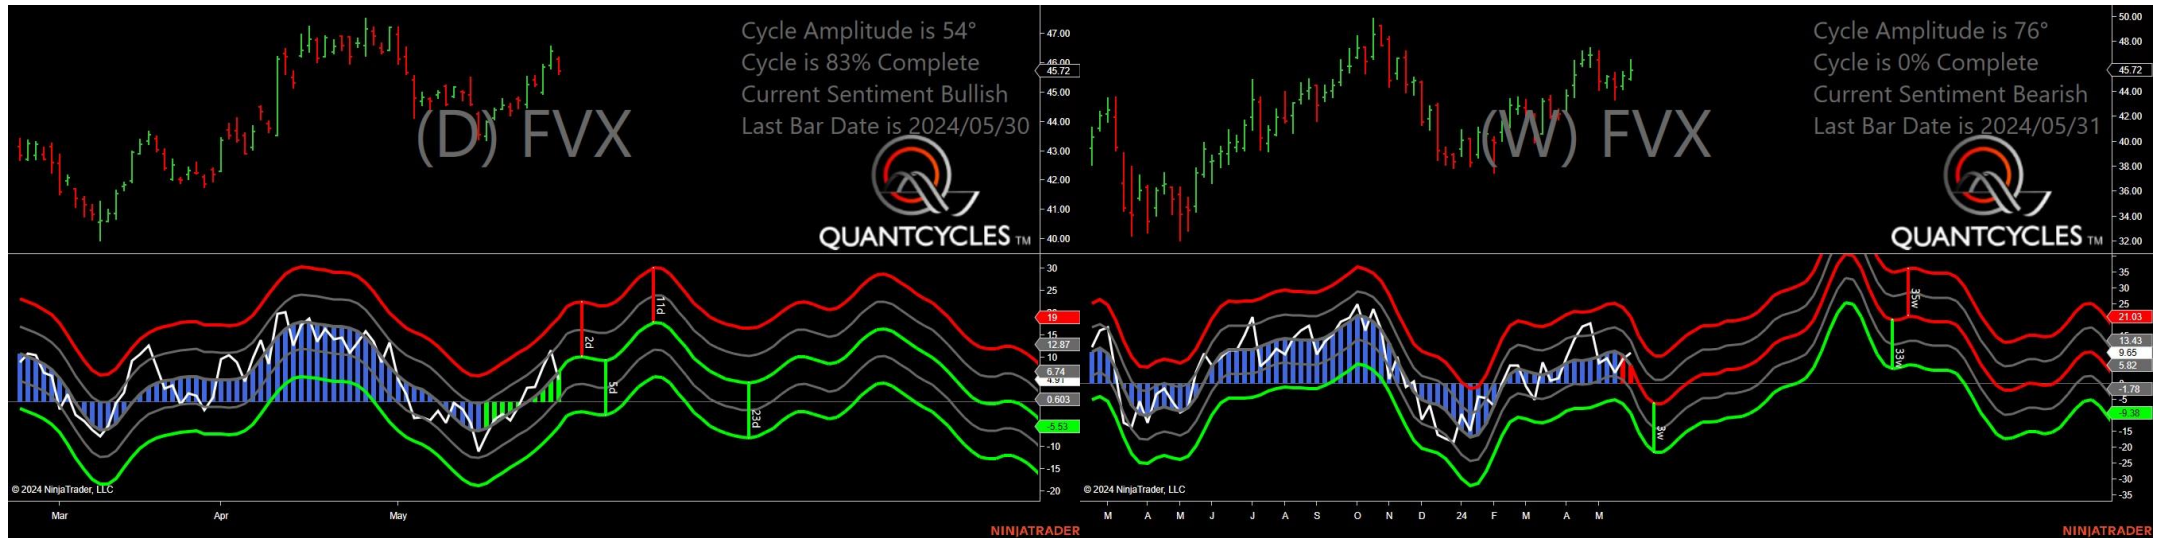 Cycle Amplitude is 54°
Cycle is 83% Complete
Current Sentiment Bullish
Last Bar Date is 2024/05/30
(D) FVX
QUANTCYCLES TM
47.00
46.00
45.72
45.00
44.00
43.00
42.00
41.00
40.00
30
25
19
15
12.87
10
6.74
4.91
0.603
-5.53
-10
-15
-20
11d
2d
5d
23d
© 2024 NinjaTrader, LLC
Mar Apr May
NINJATRADER
Cycle Amplitude is 76°
Cycle is 0% Complete
Current Sentiment Bearish
Last Bar Date is 2024/05/31
(W) FVX
QUANTCYCLES TM
50.00
48.00
45.72
44.00
42.00
40.00
38.00
36.00
34.00
32.00
35
30
25
21.03
13.43
9.65
5.82
-1.78
-5
-9.38
-15
-20
-25
-30
-35
35w
33w
3w
© 2024 NinjaTrader, LLC
M A M J J A S O N D 24 F M A M
NINJATRADER